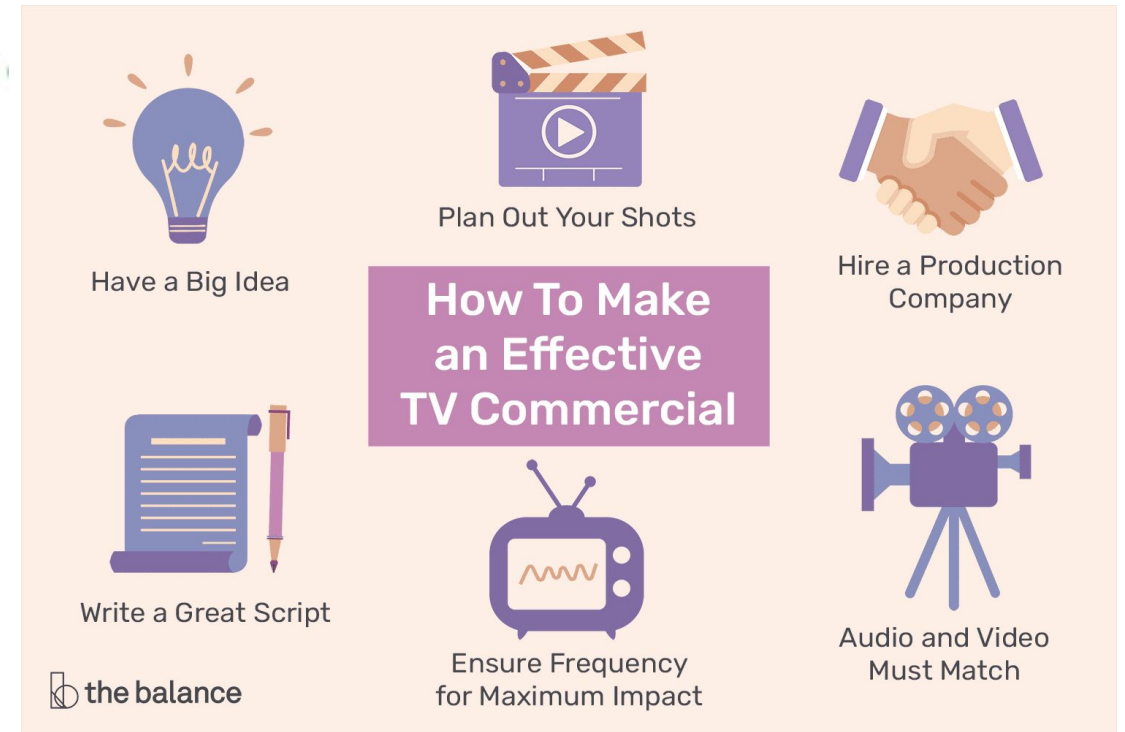 Plan Out Your Shots
Have a Big Idea
Hire a Production
Company
How To Make
an Effective
TV Commercial
Write a Great Script
Ensure Frequency
for Maximum Impact
Audio and Video
Must Match
the balance